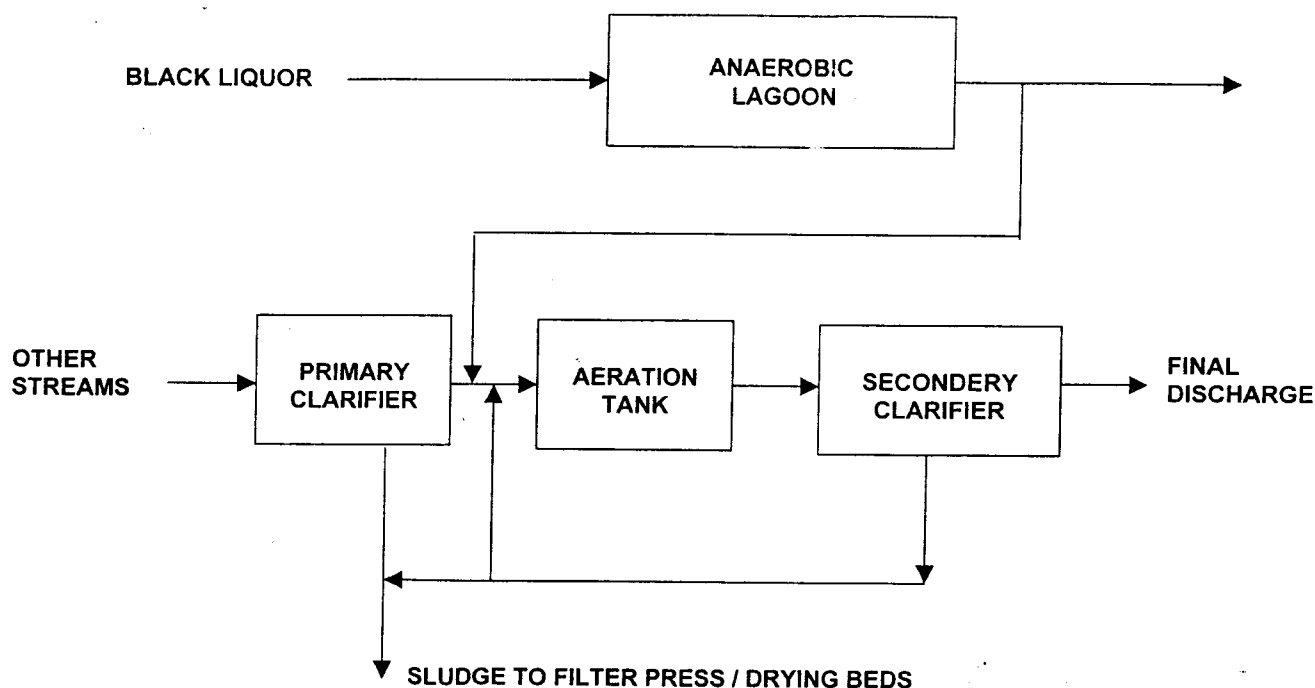 BLACK LIQUOR
ANAEROBIC
LAGOON
OTHER
STREAMS
PRIMARY
CLARIFIER
AERATION
TANK
SECONDERY
CLARIFIER
FINAL
DISCHARGE
SLUDGE TO FILTER PRESS / DRYING BEDS